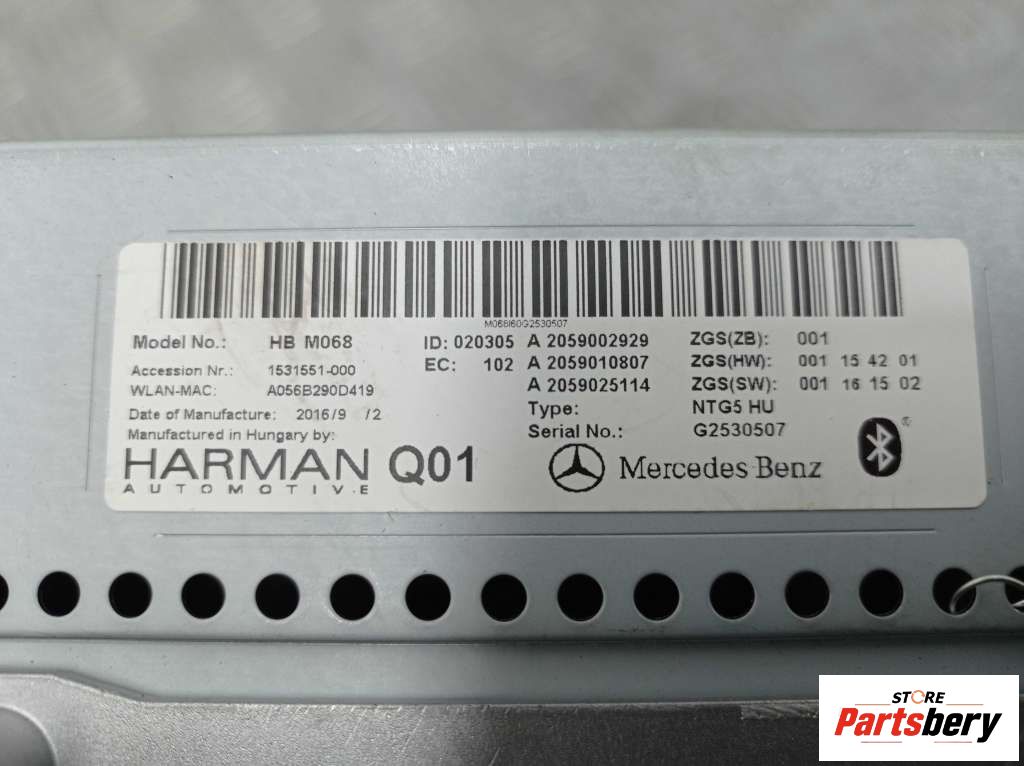 M068I60G2530507
Model No.: HB M068 ID: 020305 A 2059002929 ZGS(ZB): 001
EC: 102 A 2059010807 ZGS(HW): 001 15 42 01
Accession Nr.: 1531551-000
WLAN-MAC: A056B290D419 A 2059025114 ZGS(SW): 001 16 15 02
Date of Manufacture: 2016/9 /2 Type: NTG5 HU
Manufactured in Hungary by: Serial No.: G2530507
HARMAN Q01 Mercedes Benz
AUTOMOTIVE
STORE
Partsbery